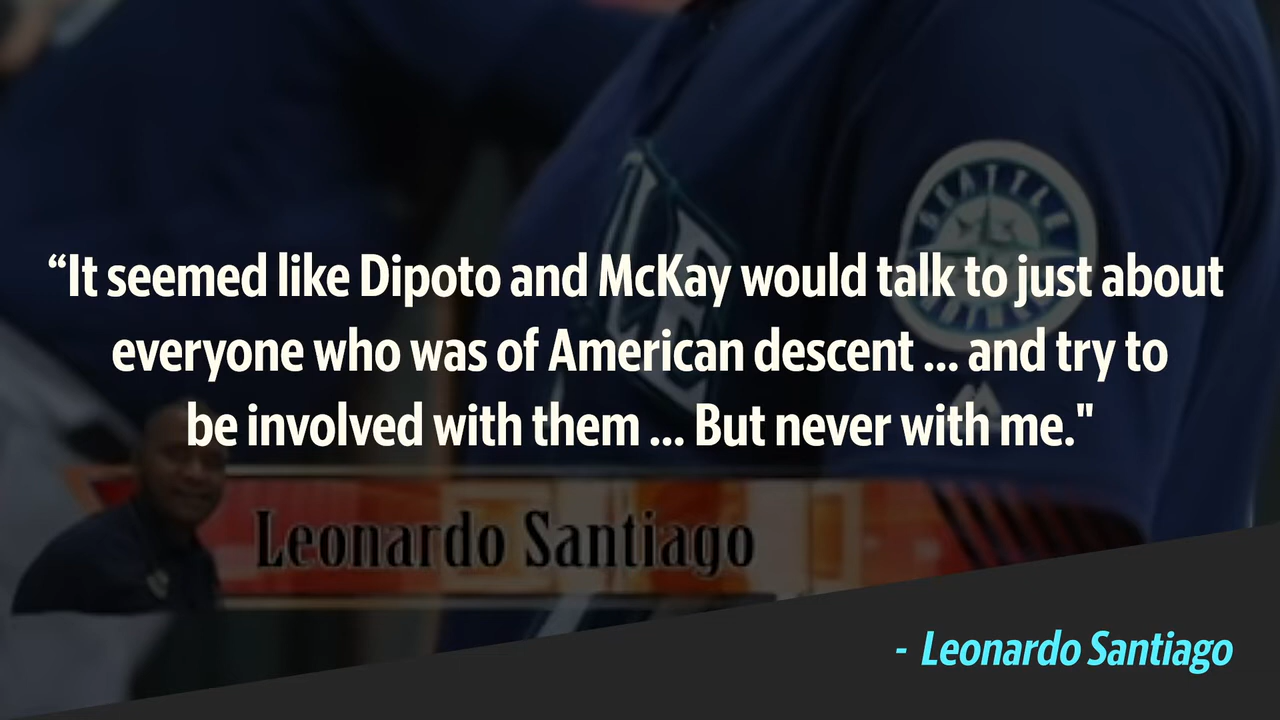 SEATTLE
“It seemed like Dipoto and McKay would talk to just about
everyone who was of American descent ... and try to
be involved with them ... But never with me."
Leonardo Santiago
- Leonardo Santiago